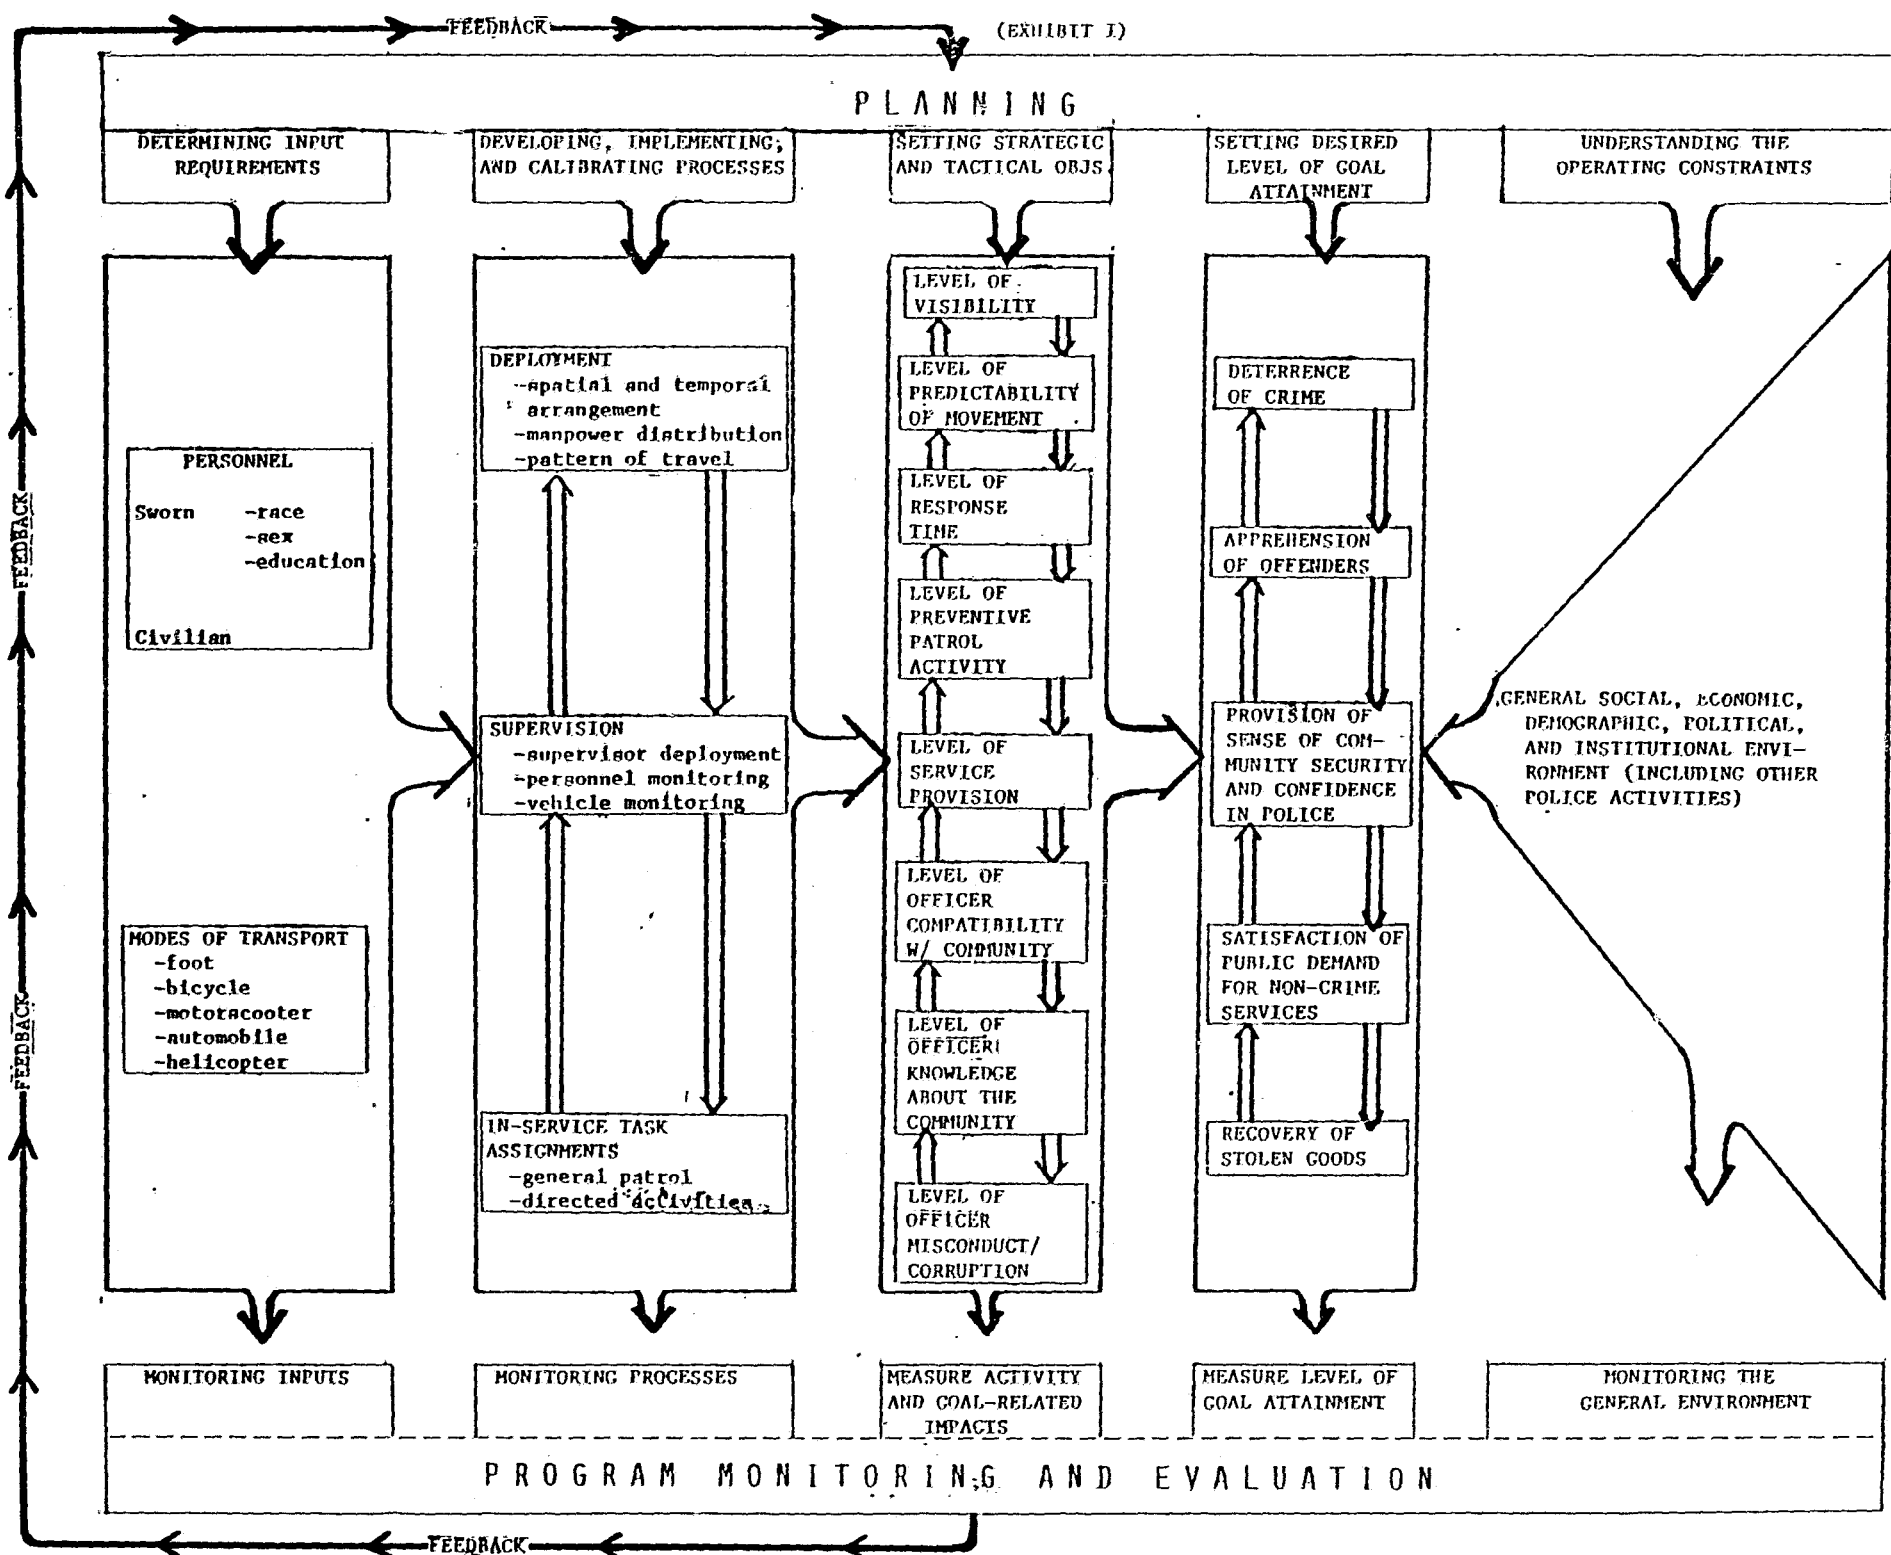 FEEDBACK
(EXHIBIT I)
PLANNING
DETERMINING INPUT
REQUIREMENTS
DEVELOPING, IMPLEMENTING,
AND CALIBRATING PROCESSES
SETTING STRATEGIC
AND TACTICAL OBJS.
SETTING DESIRED
LEVEL OF GOAL
ATTAINMENT
UNDERSTANDING THE
OPERATING CONSTRAINTS
FEEDBACK
FEEDBACK
PERSONNEL
Sworn -race
-sex
-education
Civilian
MODES OF TRANSPORT
-foot
-bicycle
-motorscooter
-automobile
-helicopter
DEPLOYMENT
-spatial and temporal
arrangement
-manpower distribution
-pattern of travel
SUPERVISION
-supervisor deployment
-personnel monitoring
-vehicle monitoring
IN-SERVICE TASK
ASSIGNMENTS
-general patrol
-directed activities
LEVEL OF
VISIBILITY
LEVEL OF
PREDICTABILITY
OF MOVEMENT
LEVEL OF
RESPONSE
TIME
LEVEL OF
PREVENTIVE
PATROL
ACTIVITY
LEVEL OF
SERVICE
PROVISION
LEVEL OF
OFFICER
COMPATIBILITY
W/ COMMUNITY
LEVEL OF
OFFICER
KNOWLEDGE
ABOUT THE
COMMUNITY
LEVEL OF
OFFICER
MISCONDUCT/
CORRUPTION
DETERRENCE
OF CRIME
APPREHENSION
OF OFFENDERS
PROVISION OF
SENSE OF COM-
MUNITY SECURITY
AND CONFIDENCE
IN POLICE
SATISFACTION OF
PUBLIC DEMAND
FOR NON-CRIME
SERVICES
RECOVERY OF
STOLEN GOODS
GENERAL SOCIAL, ECONOMIC,
DEMOGRAPHIC, POLITICAL,
AND INSTITUTIONAL ENVI-
RONMENT (INCLUDING OTHER
POLICE ACTIVITIES)
MONITORING INPUTS
MONITORING PROCESSES
MEASURE ACTIVITY
AND GOAL-RELATED
IMPACTS
MEASURE LEVEL OF
GOAL ATTAINMENT
MONITORING THE
GENERAL ENVIRONMENT
PROGRAM MONITORING AND EVALUATION
FEEDBACK